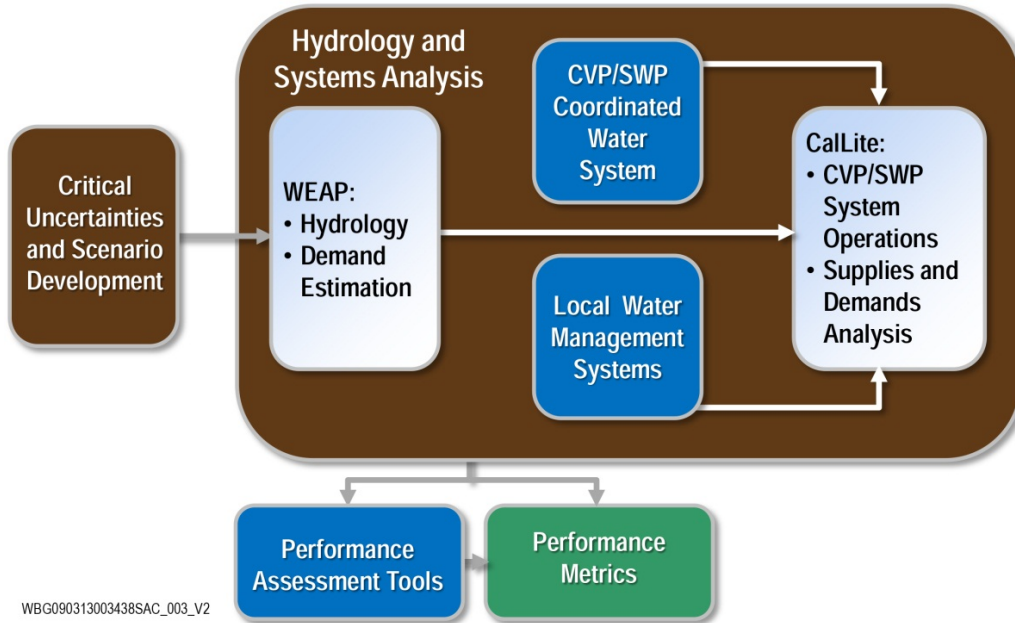 Hydrology and
Systems Analysis
Critical
Uncertainties
and Scenario
Development
WEAP:
• Hydrology
• Demand
Estimation
CVP/SWP
Coordinated
Water
System
Local Water
Management
Systems
CalLite:
• CVP/SWP
System
Operations
• Supplies and
Demands
Analysis
Performance
Assessment Tools
Performance
Metrics
WBG090313003438SAC_003_V2